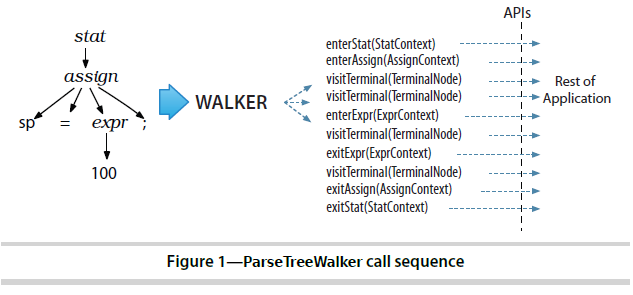 APIs
stat
assign
sp = expr ;
100
WALKER
enterStat(StatContext)
enterAssign(AssignContext)
visitTerminal(TerminalNode)
visitTerminal(TerminalNode)
enterExpr(ExprContext)
visitTerminal(TerminalNode)
exitExpr(ExprContext)
visitTerminal(TerminalNode)
exitAssign(AssignContext)
exitStat(StatContext)
Rest of
Application
Figure 1—ParseTreeWalker call sequence